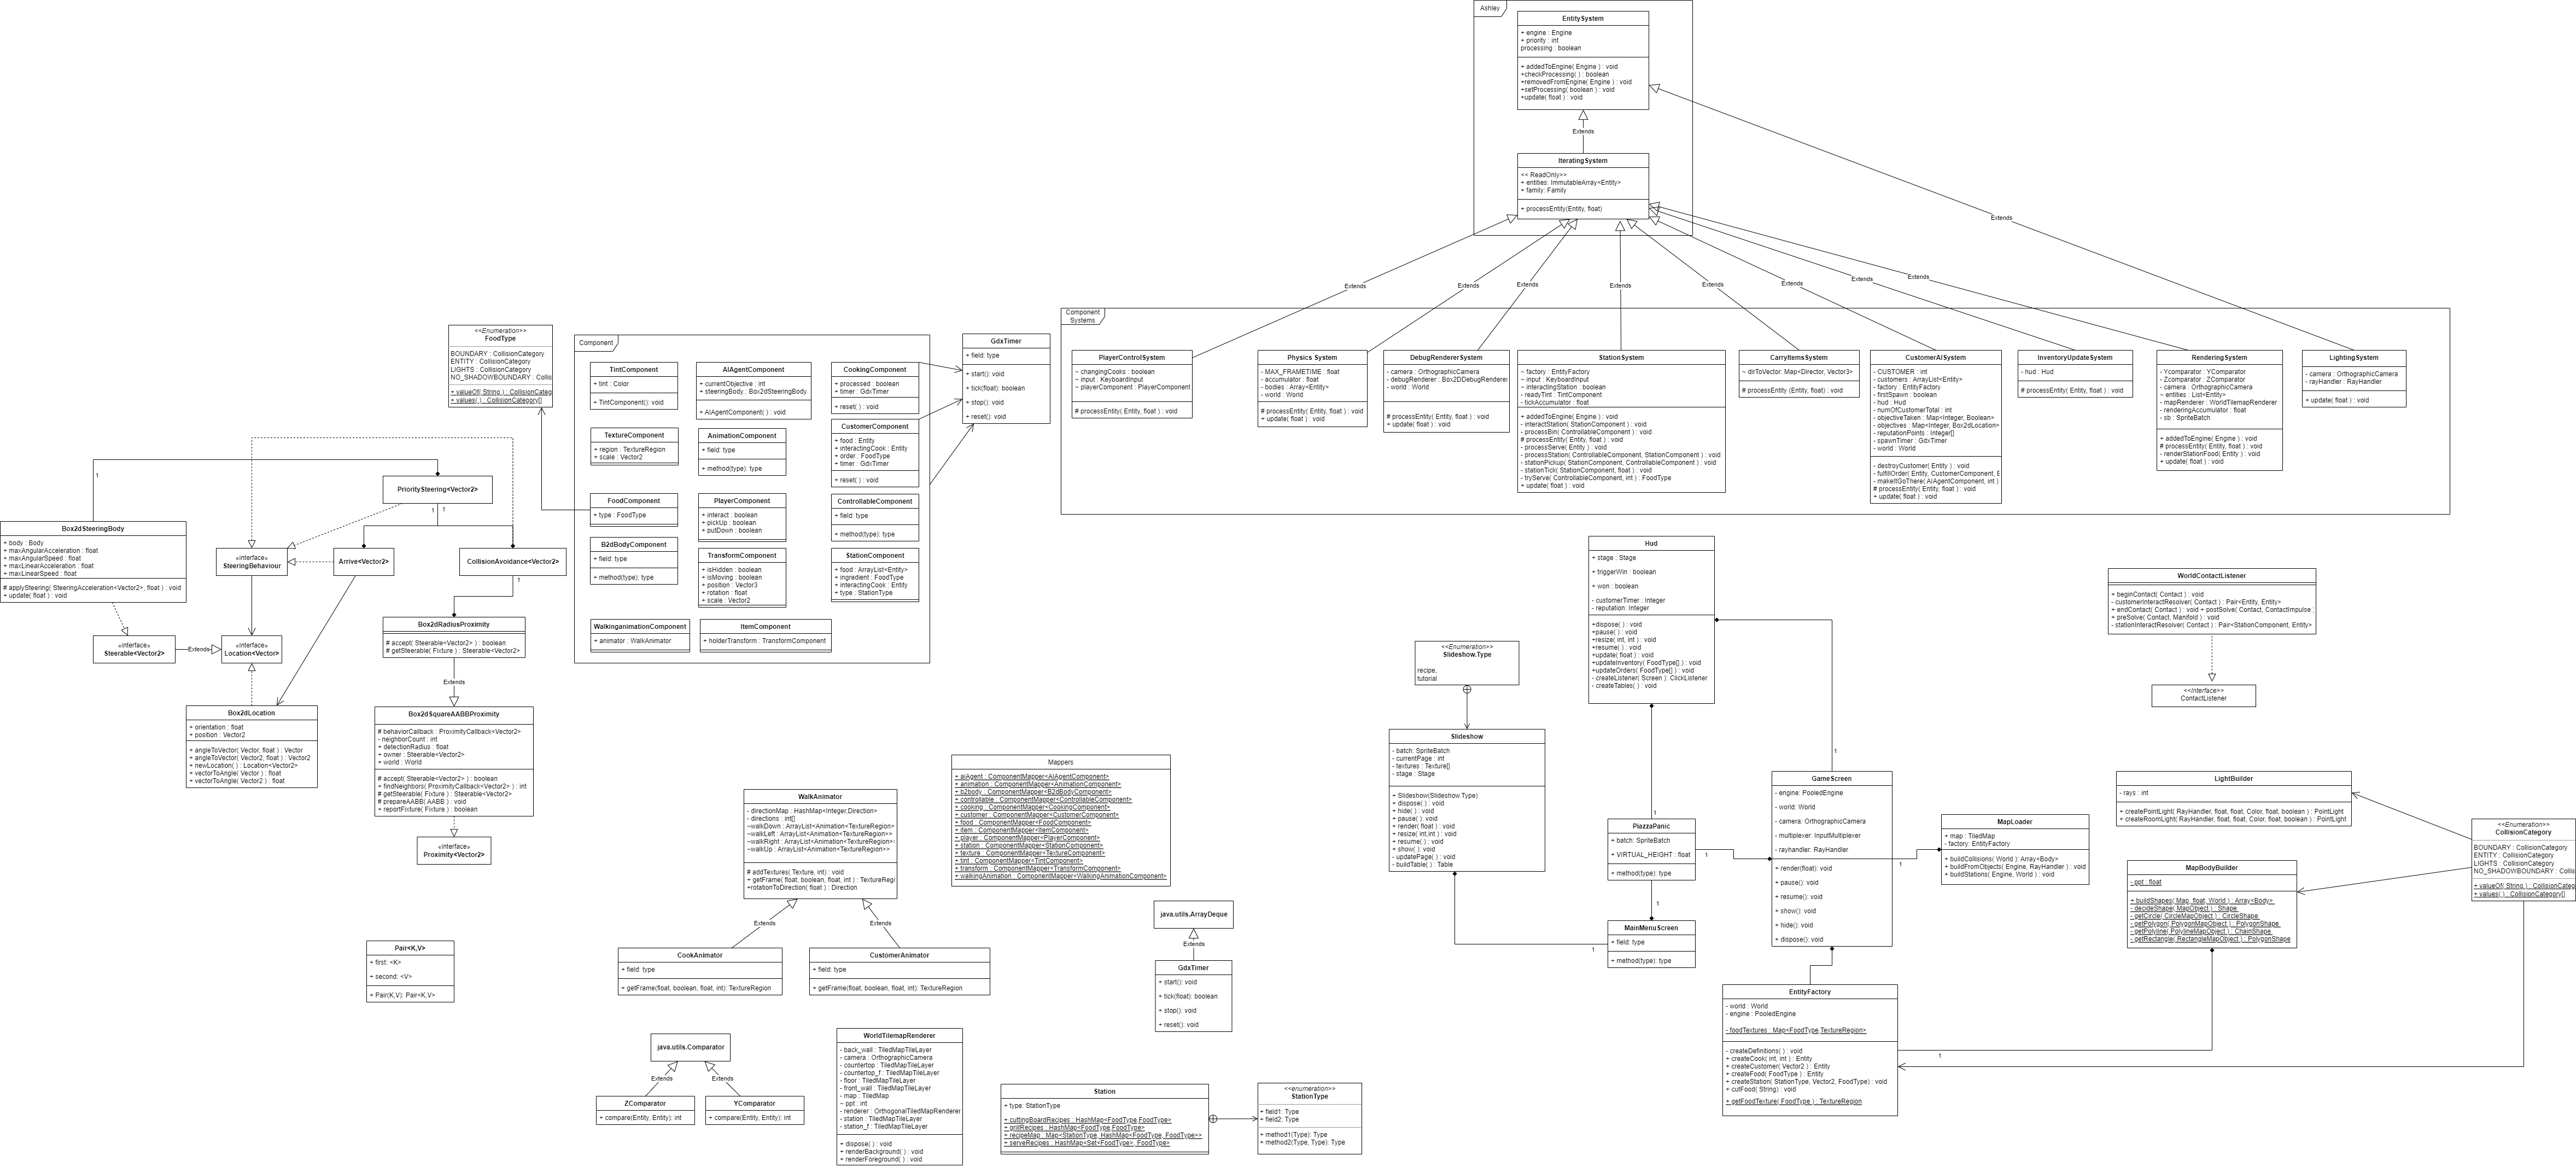 Ashley
EntitySystem
+ engine : Engine
+ priority : int
processing : boolean
+ addedToEngine( Engine ) : void
+checkProcessing( ) : boolean
+removedFromEngine( Engine ) : void
+setProcessing( boolean ) : void
+update( float ) : void
Extends
IteratingSystem
<< ReadOnly>>
+ entities: ImmutableArray<Entity>
+ family: Family
+ processEntity(Entity, float)
Extends
Extends
Extends
Extends
Extends
Extends
Extends
Extends
Extends
Component
Systems
PlayerControlSystem
~ changingCooks : boolean
~ input : KeyboardInput
~ playerComponent : PlayerComponent
# processEntity( Entity, float ) : void
Physics System
- MAX_FRAMETIME : float
- accumulator : float
- bodies : Array<Entity>
- world : World
# processEntity( Entity, float ) : void
+ update( float ) : void
DebugRendererSystem
- camera : OrthographicCamera
- debugRenderer : Box2DDebugRenderer
- world : World
# processEntity( Entity, float ) : void
+ update( float ) : void
StationSystem
~ factory : EntityFactory
~ input : KeyboardInput
~ interactingStation : boolean
- readyTint : TintComponent
- tickAccumulator : float
+ addedToEngine( Engine ) : void
- interactStation( StationComponent ) : void
- processBin( ControllableComponent ) : void
# processEntity( Entity, float ) : void
- processServe( Entity ) : void
- processStation( ControllableComponent, StationComponent ) : void
- stationPickup( StationComponent, ControllableComponent ) : void
- stationTick( StationComponent, float ) : void
- tryServe( ControllableComponent, int ) : FoodType
+ update( float ) : void
CarryItemsSystem
~ dirToVector: Map<Director, Vector3>
# processEntity (Entity, float) : void
CustomerAISystem
- CUSTOMER : int
- customers : ArrayList<Entity>
- factory : EntityFactory
- firstSpawn : boolean
- hud : Hud
- numOfCustomerTotal : int
- objectiveTaken : Map<Integer, Boolean>
- objectives : Map<Integer, Box2dLocation>
- reputationPoints : Integer[]
- spawnTimer : GdxTimer
- world : World
- destroyCustomer( Entity ) : void
- fulfillOrder( Entity, CustomerComponent, E
- makeItGoThere( AIAgentComponent, int )
# processEntity( Entity, float ) : void
+ update( float ) : void
InventoryUpdateSystem
- hud : Hud
# processEntity( Entity, float ) : void
RenderingSystem
- Ycomparator : YComparator
- Zcomparator : ZComparator
- camera : OrthographicCamera
~ entities : List<Entity>
- mapRenderer : WorldTilemapRenderer
- renderingAccumulator : float
- sb : SpriteBatch
+ addedToEngine( Engine ) : void
# processEntity( Entity, float ) : void
- renderStationFood( Entity ) : void
+ update( float ) : void
LightingSystem
- camera : OrthographicCamera
- rayHandler : RayHandler
+ update( float ) : void
<<Enumeration>>
FoodType
BOUNDARY : CollisionCategory
ENTITY : CollisionCategory
LIGHTS : CollisionCategory
NO_SHADOWBOUNDARY : Collis
+ valueOf( String ) : CollisionCateg
+ values( ) : CollisionCategory[]
Component
TintComponent
+ tint : Color
+ TintComponent(): void
AIAgentComponent
+ currentObjective : int
+ steeringBody : Box2dSteeringBody
+ AIAgentComponent( ) : void
CookingComponent
+ processed : boolean
+ timer : GdxTimer
+ reset( ) : void
TextureComponent
+ region : TextureRegion
+ scale : Vector2
AnimationComponent
+ field: type
+ method(type): type
CustomerComponent
+ food : Entity
+ interactingCook : Entity
+ order : FoodType
+ timer : GdxTimer
+ reset( ) : void
FoodComponent
+ type : FoodType
PlayerComponent
+ interact : boolean
+ pickUp : boolean
+ putDown : boolean
ControllableComponent
+ field: type
+ method(type): type
B2dBodyComponent
+ field: type
+ method(type): type
TransformComponent
+ isHidden : boolean
+ isMoving : boolean
+ position : Vector3
+ rotation : float
+ scale : Vector2
StationComponent
+ food : ArrayList<Entity>
+ ingredient : FoodType
+ interactingCook : Entity
+ type : StationType
WalkinganimationComponent
+ animator : WalkAnimator
ItemComponent
+ holderTransform : TransformComponent
GdxTimer
+ field: type
+ start(): void
+ tick(float): boolean
+ stop(): void
+ reset(): void
1
PrioritySteering<Vector2>
1
1
Box2dSteeringBody
+ body : Body
+ maxAngularAcceleration : float
+ maxAngularSpeed : float
+ maxLinearAcceleration : float
+ maxLinearSpeed : float
# applySteering( SteeringAcceleration<Vector2>, float ) : void
+ update( float ) : void
«interface»
SteeringBehaviour
Arrive<Vector2>
CollisionAvoidance<Vector2>
1
«interface»
Steerable<Vector2>
Extends
«interface»
Location<Vector>
Box2dRadiusProximity
# accept( Steerable<Vector2> ) : boolean
# getSteerable( Fixture ) : Steerable<Vector2>
Extends
Box2dLocation
+ orientation : float
+ position : Vector2
+ angleToVector( Vector, float ) : Vector
+ angleToVector( Vector2, float ) : Vector2
+ newLocation( ) : Location<Vector2>
+ vectorToAngle( Vector ) : float
+ vectorToAngle( Vector2 ) : float
Box2dSquareAABBProximity
# behaviorCallback : ProximityCallback<Vector2>
- neighborCount : int
+ detectionRadius : float
+ owner : Steerable<Vector2>
+ world : World
# accept( Steerable<Vector2> ) : boolean
+ findNeighbors( ProximityCallback<Vector2> ) : int
# getSteerable( Fixture ) : Steerable<Vector2>
# prepareAABB( AABB ) : void
+ reportFixture( Fixture ) : boolean
«interface»
Proximity<Vector2>
Hud
+ stage : Stage
+ triggerWin : boolean
+ won : boolean
- customerTimer : Integer
- reputation: Integer
+dispose( ) : void
+pause( ) : void
+resize( int, int ) : void
+resume( ) : void
+update( float ) : void
+updateInventory( FoodType[] ) : void
+updateOrders( FoodType[] ) : void
- createListener( Screen ): ClickListener
- createTables( ) : void
WorldContactListener
+ beginContact( Contact ) : void
- customerInteractResolver( Contact ) : Pair<Entity, Entity>
+ endContact( Contact ) : void + postSolve( Contact, ContactImpulse
+ preSolve( Contact, Manifold ) : void
- stationInteractResolver( Contact ) : Pair<StationComponent, Entity>
<<Interface>>
ContactListener
<<Enumeration>>
Slideshow.Type
recipe,
tutorial
Slideshow
- batch: SpriteBatch
- currentPage : int
- textures : Texture[]
- stage : Stage
+ Slideshow(Slideshow.Type)
+ dispose( ) : void
+ hide( ) : void
+ pause( ) : void
+ render( float ) : void
+ resize( int,int ) : void
+ resume( ) : void
+ show( ) : void
- updatePage( ) : void
- buildTable( ) : Table
1
1
PiazzaPanic
+ batch: SpriteBatch
+ VIRTUAL_HEIGHT : float
+ method(type): type
1
1
1
MainMenuScreen
+ field: type
+ method(type): type
GameScreen
- engine: PooledEngine
- world: World
- camera: OrthographicCamera
- multiplexer: InputMultiplexer
- rayhandler: RayHandler
+ render(float): void
+ pause(): void
+ resume(): void
+ show(): void
+ hide(): void
+ dispose(): void
1
MapLoader
+ map : TiledMap
- factory: EntityFactory
+ buildCollisions( World ): Array<Body>
+ buildFromObjects( Engine, RayHandler ) : void
+ buildStations( Engine, World ) : void
LightBuilder
- rays : int
+ createPointLight( RayHandler, float, float, Color, float, boolean ) : PointLight
+ createRoomLight( RayHandler, float, float, Color, float, boolean ) : PointLight
MapBodyBuilder
- ppt : float
+ buildShapes( Map, float, World ) : Array<Body>
- decideShape( MapObject ) : Shape
- getCircle( CircleMapObject ) : CircleShape
- getPolygon( PolygonMapObject ) : PolygonShape
- getPolyline( PolylineMapObject ) : ChainShape
- getRectangle( RectangleMapObject ) : PolygonShape
<<Enumeration>>
CollisionCategory
BOUNDARY : CollisionCategory
ENTITY : CollisionCategory
LIGHTS : CollisionCategory
NO_SHADOWBOUNDARY : Collis
+ valueOf( String ) : CollisionCateg
+ values( ) : CollisionCategory[]
EntityFactory
- world : World
- engine : PooledEngine
- foodTextures : Map<FoodType,TextureRegion>
- createDefinitions( ) : void
+ createCook( int, int ) : Entity
+ createCustomer( Vector2 ) : Entity
+ createFood( FoodType ) : Entity
+ createStation( StationType, Vector2, FoodType) : void
+ cutFood( String) : void
+ getFoodTexture( FoodType ) : TextureRegion
1
Mappers
+ aiAgent : ComponentMapper<AIAgentComponent>
+ animation : ComponentMapper<AnimationComponent>
+ b2body : ComponentMapper<B2dBodyComponent>
+ controllable : ComponentMapper<ControllableComponent>
+ cooking : ComponentMapper<CookingComponent>
+ customer : ComponentMapper<CustomerComponent>
+ food : ComponentMapper<FoodComponent>
+ item : ComponentMapper<ItemComponent>
+ player : ComponentMapper<PlayerComponent>
+ station : ComponentMapper<StationComponent>
+ texture : ComponentMapper<TextureComponent>
+ tint : ComponentMapper<TintComponent>
+ transform : ComponentMapper<TransformComponent>
+ walkingAnimation : ComponentMapper<WalkingAnimationComponent>
WalkAnimator
- directionMap : HashMap<Integer,Direction>
- directions : int[]
~walkDown : ArrayList<Animation<TextureRegion>
~walkLeft : ArrayList<Animation<TextureRegion>>
~walkRight : ArrayList<Animation<TextureRegion>>
~walkUp : ArrayList<Animation<TextureRegion>>
# addTextures( Texture, int) : void
+ getFrame( float, boolean, float, int ) : TextureRegi
+rotationToDirection( float ) : Direction
Extends
Extends
CookAnimator
+ field: type
+ getFrame(float, boolean, float, int): TextureRegion
CustomerAnimator
+ field: type
+ getFrame(float, boolean, float, int): TextureRegion
java.utils.ArrayDeque
Extends
GdxTimer
+ start(): void
+ tick(float): boolean
+ stop(): void
+ reset(): void
Pair<K,V>
+ first: <K>
+ second: <V>
+ Pair(K,V): Pair<K,V>
java.utils.Comparator
Extends
Extends
ZComparator
+ compare(Entity, Entity): int
YComparator
+ compare(Entity, Entity): int
WorldTilemapRenderer
- back_wall : TiledMapTileLayer
- camera : OrthographicCamera
- countertop : TiledMapTileLayer
- countertop_f : TiledMapTileLayer
- floor : TiledMapTileLayer
- front_wall : TiledMapTileLayer
- map : TiledMap
~ ppt : int
- renderer : OrthogonalTiledMapRenderer
- station : TiledMapTileLayer
- station_f : TiledMapTileLayer
+ dispose( ) : void
+ renderBackground( ) : void
+ renderForeground( ) : void
Station
+ type: StationType
+ cuttingBoardRecipes : HashMap<FoodType,FoodType>
+ grillRecipes : HashMap<FoodType,FoodType>
+ recipeMap : Map<StationType, HashMap<FoodType, FoodType>>
+ serveRecipes : HashMap<Set<FoodType>, FoodType>
<<enumeration>>
StationType
+ field1: Type
+ field2: Type
+ method1(Type): Type
+ method2(Type, Type): Type